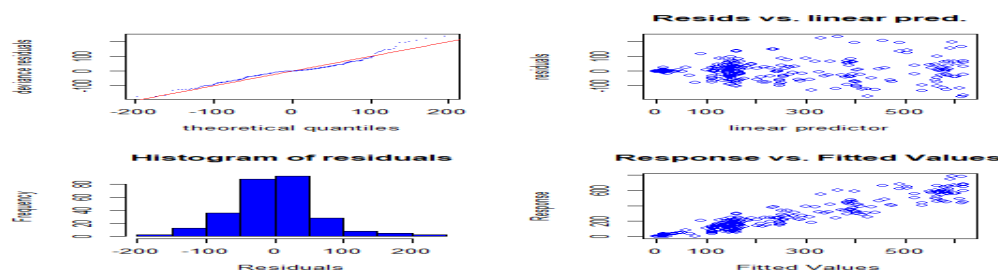 deviance residuals
-100 0 100
-200 -100 0 100 200
theoretical quantiles
Resids vs. linear pred.
residuals
-100 0 100
0 100 300 500
linear predictor
Histogram of residuals
Frequency
0 20 40 60 80
-200 -100 0 100 200
Residuals
Response vs. Fitted Values
Response
0 200 600
0 100 300 500
Fitted Values